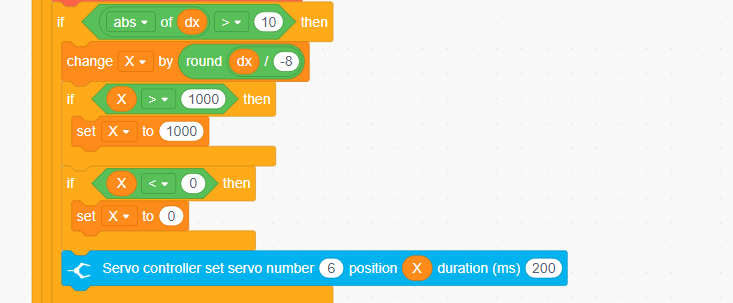 if abs of dx > 10 then
change X by round dx / -8
if X > 1000 then
set X to 1000
if X < 0 then
set X to 0
Servo controller set servo number 6 position X duration (ms) 200